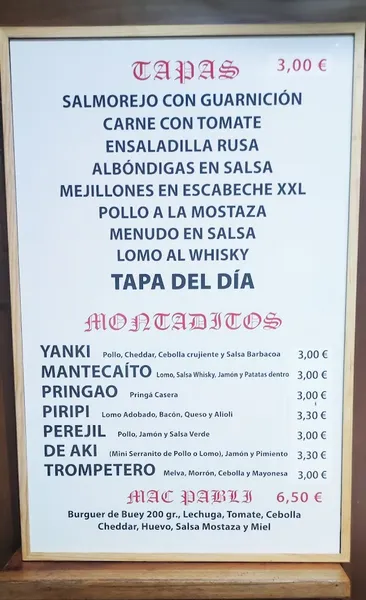 TAPAS 3,00 €
SALMOREJO CON GUARNICIÓN
CARNE CON TOMATE
ENSALADILLA RUSA
ALBÓNDIGAS EN SALSA
MEJILLONES EN ESCABECHE XXL
POLLO A LA MOSTAZA
MENUDO EN SALSA
LOMO AL WHISKY
TAPA DEL DÍA
MONTADITOS
YANKI Pollo, Cheddar, Cebolla crujiente y Salsa Barbacoa 3,00 €
MANTECAÍTO Lomo, Salsa Whisky, Jamón y Patatas dentro 3,00 €
PRINGAO Pringá Casera 3,00 €
PIRIPI Lomo Adobado, Bacón, Queso y Alioli 3,30 €
PEREJIL Pollo, Jamón y Salsa Verde 3,00 €
DE AKI (Mini Serranito de Pollo o Lomo), Jamón y Pimiento 3,30 €
TROMPETERO Melva, Morrón, Cebolla y Mayonesa 3,00 €
MAC PABLI 6,50 €
Burguer de Buey 200 gr., Lechuga, Tomate, Cebolla
Cheddar, Huevo, Salsa Mostaza y Miel